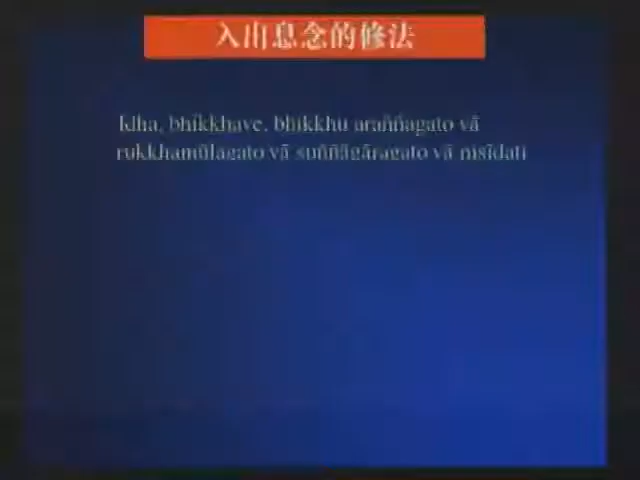 入出息念的修法
Idha, bhikkhave, bhikkhu araññagato vā
rukkhamūlagato vā suññāgāragato vā nisīdati